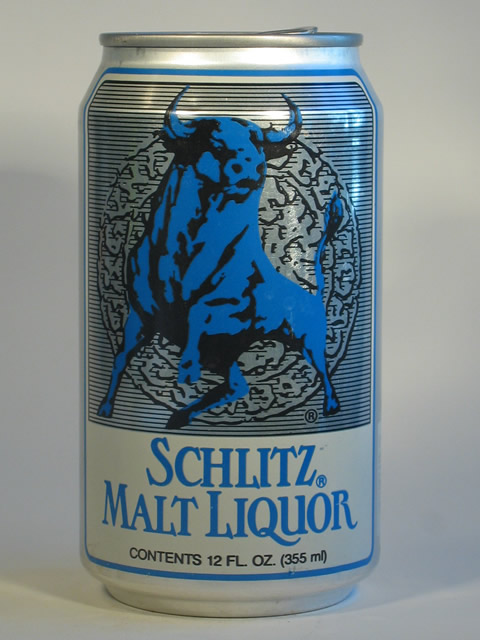 ®
SCHLITZ®
MALT LIQUOR
CONTENTS 12 FL. OZ. (355 ml)